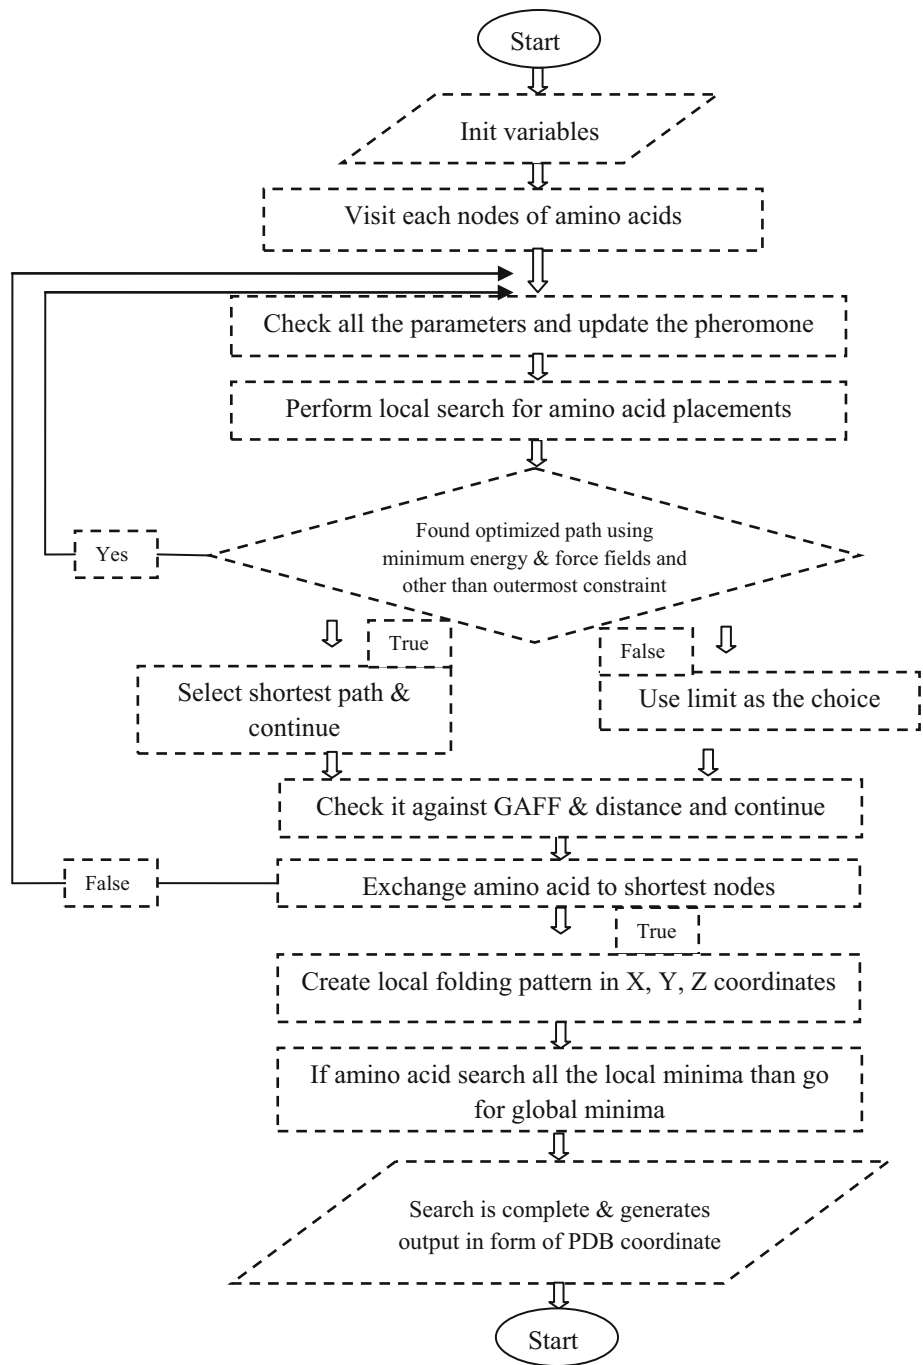 Start
Init variables
Visit each nodes of amino acids
Check all the parameters and update the pheromone
Perform local search for amino acid placements
Found optimized path using
minimum energy & force fields and
other than outermost constraint
Yes
True
False
Select shortest path &
continue
Use limit as the choice
Check it against GAFF & distance and continue
False
Exchange amino acid to shortest nodes
True
Create local folding pattern in X, Y, Z coordinates
If amino acid search all the local minima than go
for global minima
Search is complete & generates
output in form of PDB coordinate
Start